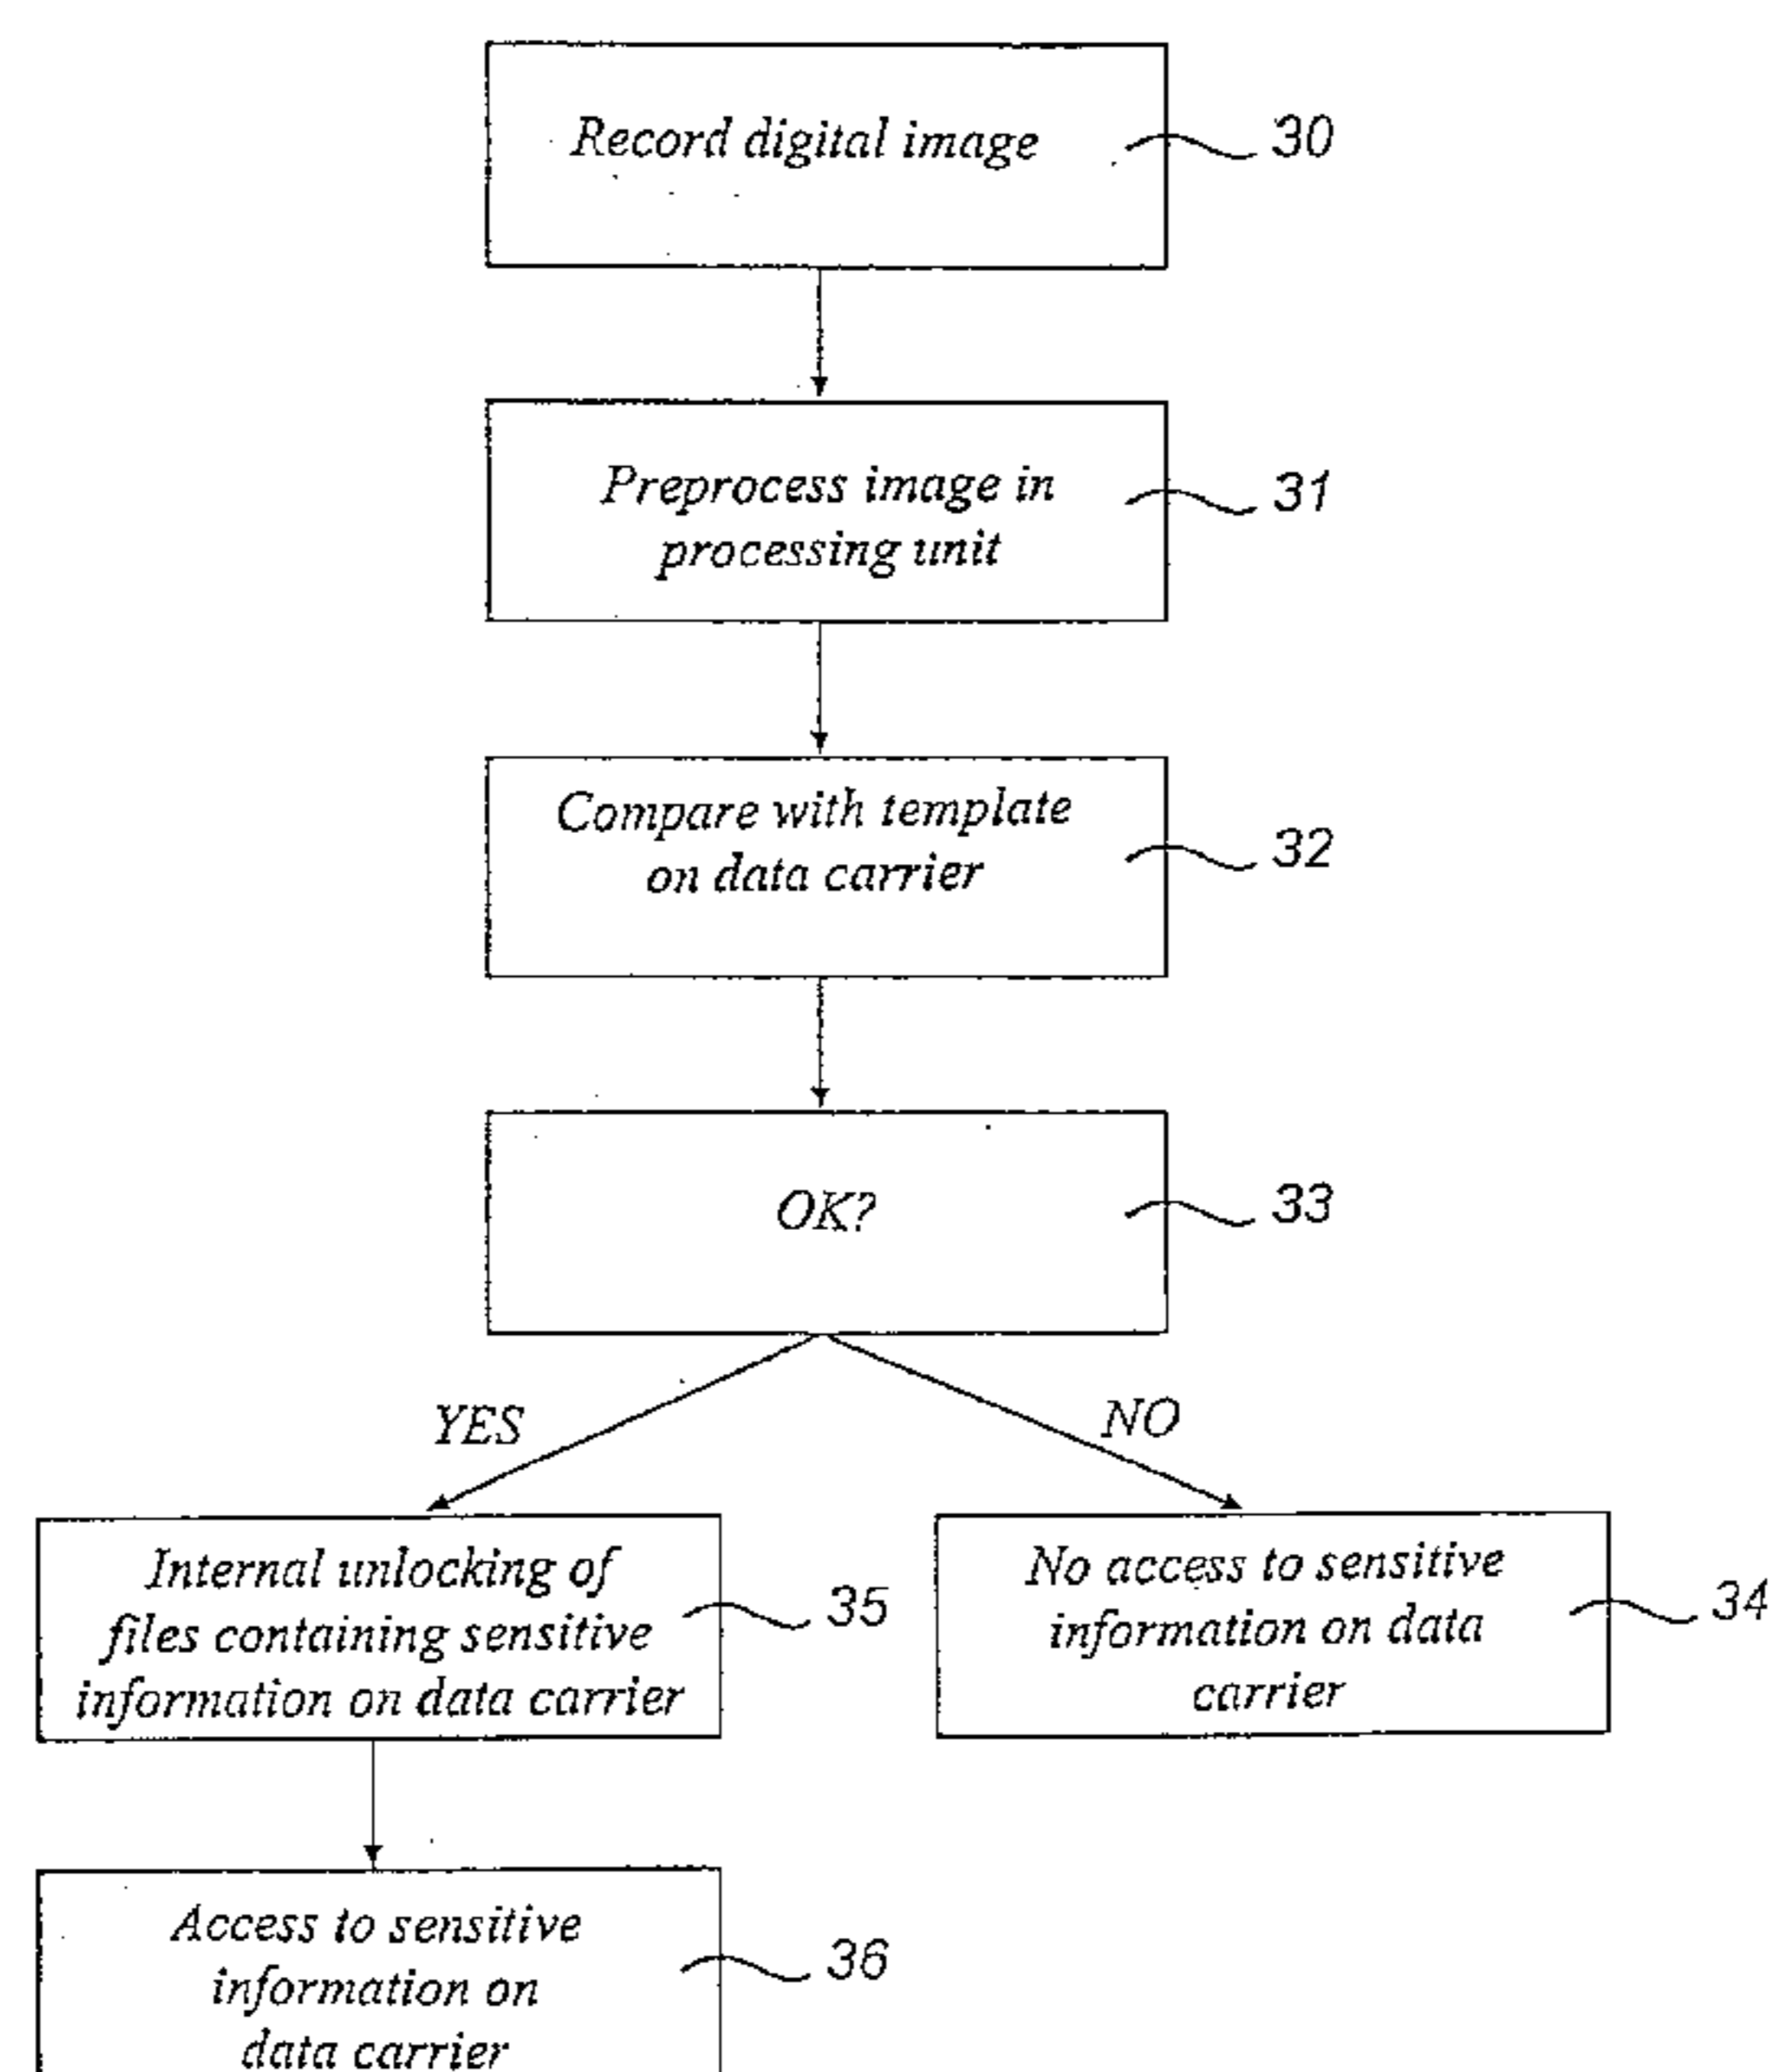 Record digital image
30
Preprocess image in
processing unit
31
Compare with template
on data carrier
32
OK?
33
YES
NO
Internal unlocking of
files containing sensitive
information on data carrier
35
No access to sensitive
information on data
carrier
34
Access to sensitive
information on
data carrier
36